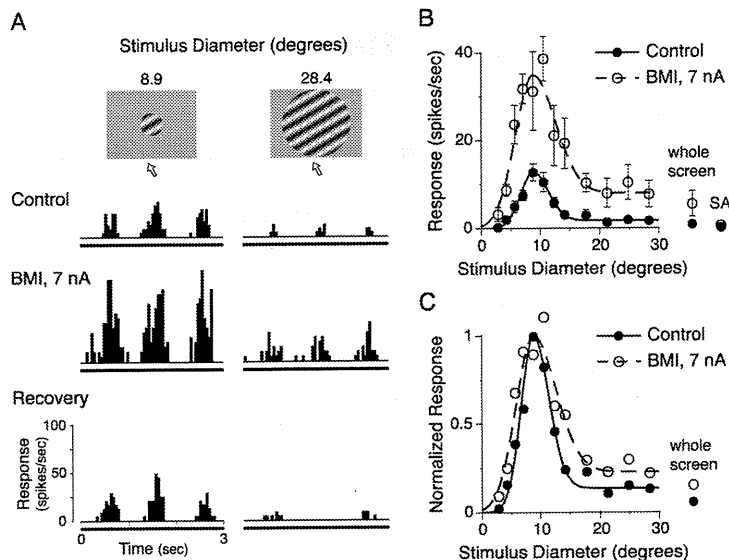 A
Stimulus Diameter (degrees)
8.9 28.4
Control
BMI, 7 nA
Recovery
100
50
0
Response
(spikes/sec)
0 Time (sec) 3
B
Control
BMI, 7 nA
40
20
0
Response (spikes/sec)
whole
screen
SA
0 10 20 30
Stimulus Diameter (degrees)
C
Control
BMI, 7 nA
1
0.5
0
Normalized Response
whole
screen
0 10 20 30
Stimulus Diameter (degrees)